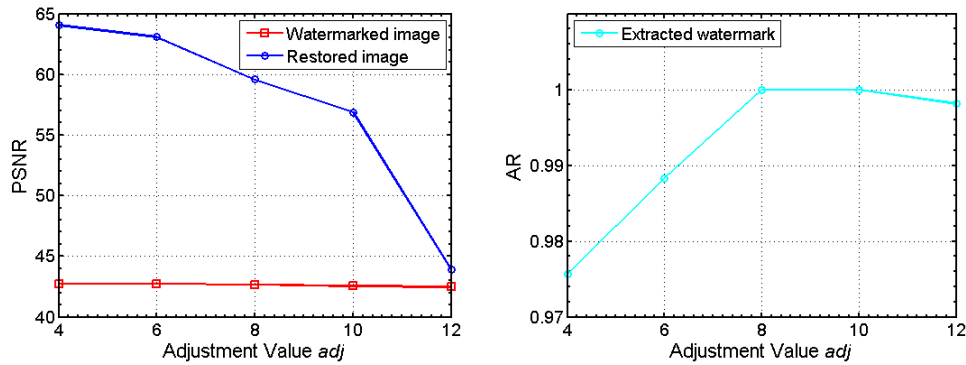 65
60
55
50
45
40
PSNR
Watermarked image
Restored image
4
6
8
10
12
Adjustment Value adj
1
0.99
0.98
0.97
AR
Extracted watermark
4
6
8
10
12
Adjustment Value adj